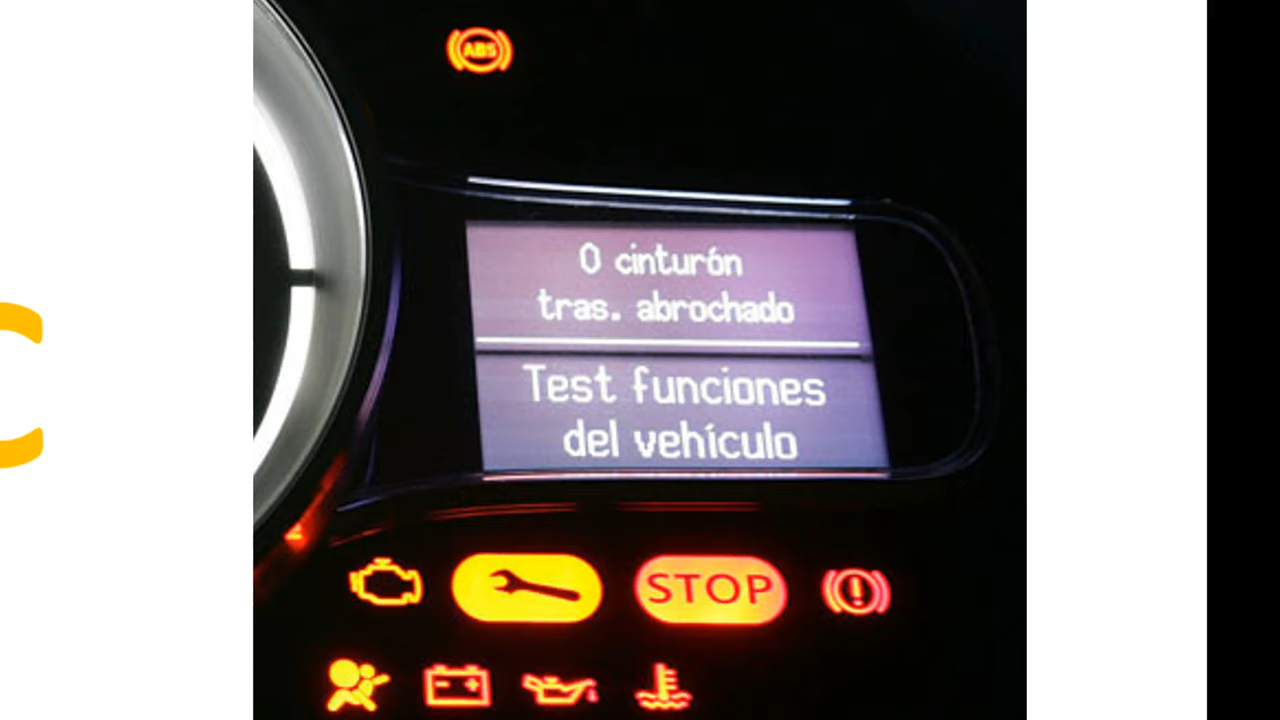 ABS
0 cinturón
tras. abrochado
Test funciones
del vehículo
STOP